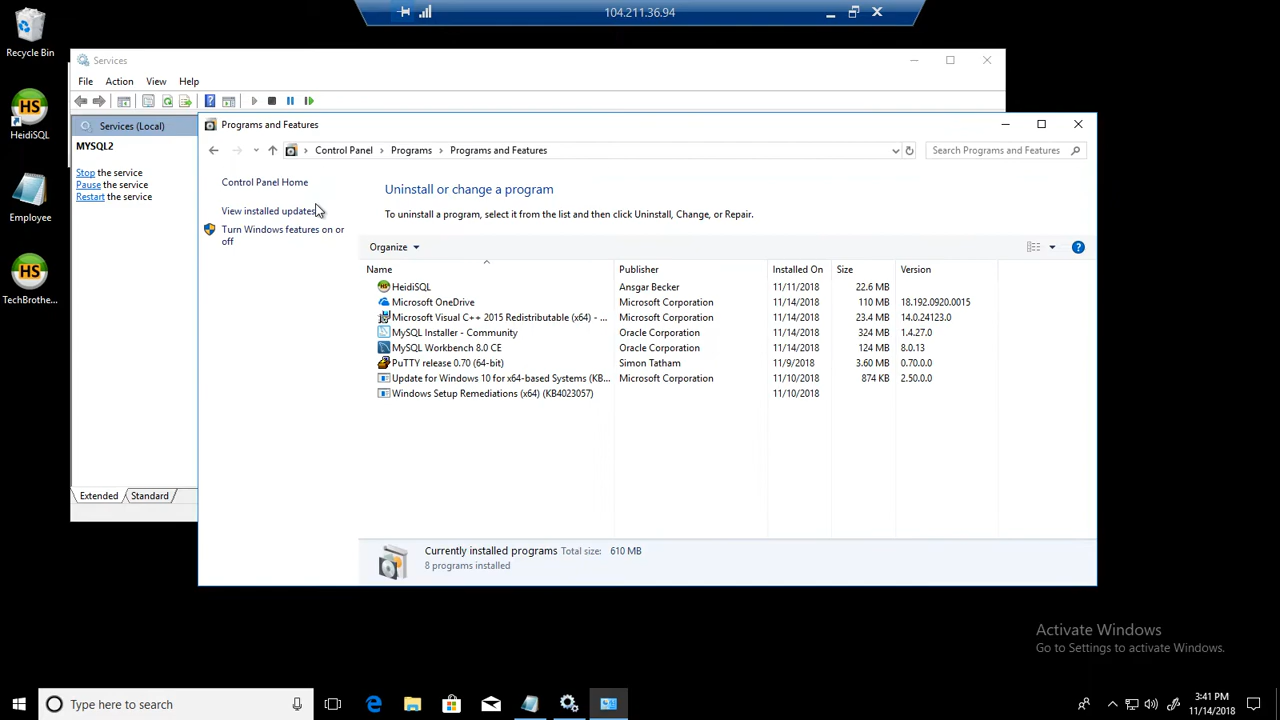 104.211.36.94
Recycle Bin
HeidiSQL
Employee
TechBrothe...
Services
File Action View Help
Services (Local)
MYSQL2
Stop the service
Pause the service
Restart the service
Extended Standard
Programs and Features
Control Panel Programs Programs and Features
Search Programs and Features
Control Panel Home
View installed updates
Turn Windows features on or
off
Uninstall or change a program
To uninstall a program, select it from the list and then click Uninstall, Change, or Repair.
Organize
Name Publisher Installed On Size Version
HeidiSQL Ansgar Becker 11/11/2018 22.6 MB
Microsoft OneDrive Microsoft Corporation 11/14/2018 110 MB 18.192.0920.0015
Microsoft Visual C++ 2015 Redistributable (x64) - ... Microsoft Corporation 11/14/2018 23.4 MB 14.0.24123.0
MySQL Installer - Community Oracle Corporation 11/14/2018 324 MB 1.4.27.0
MySQL Workbench 8.0 CE Oracle Corporation 11/14/2018 124 MB 8.0.13
PuTTY release 0.70 (64-bit) Simon Tatham 11/9/2018 3.60 MB 0.70.0.0
Update for Windows 10 for x64-based Systems (KB... Microsoft Corporation 11/10/2018 874 KB 2.50.0.0
Windows Setup Remediations (x64) (KB4023057) 11/10/2018
Currently installed programs Total size: 610 MB
8 programs installed
Activate Windows
Go to Settings to activate Windows.
Type here to search
3:41 PM
11/14/2018